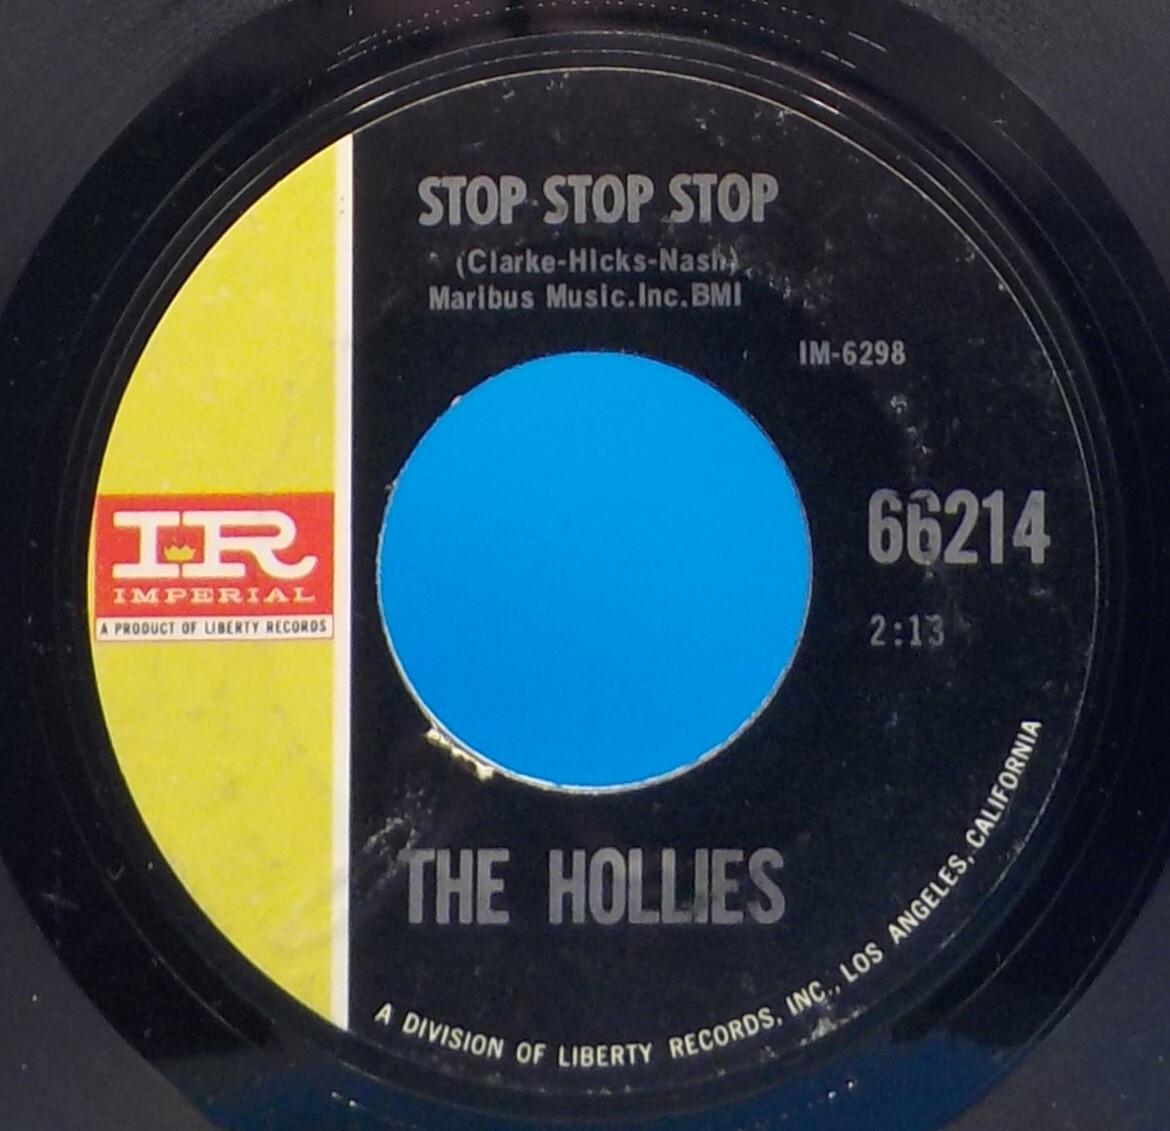 STOP STOP STOP
(Clarke-Hicks-Nash)
Maribus Music.Inc.BMI
IM-6298
66214
2:13
IR
IMPERIAL
A PRODUCT OF LIBERTY RECORDS
THE HOLLIES
A DIVISION OF LIBERTY RECORDS, INC., LOS ANGELES, CALIFORNIA